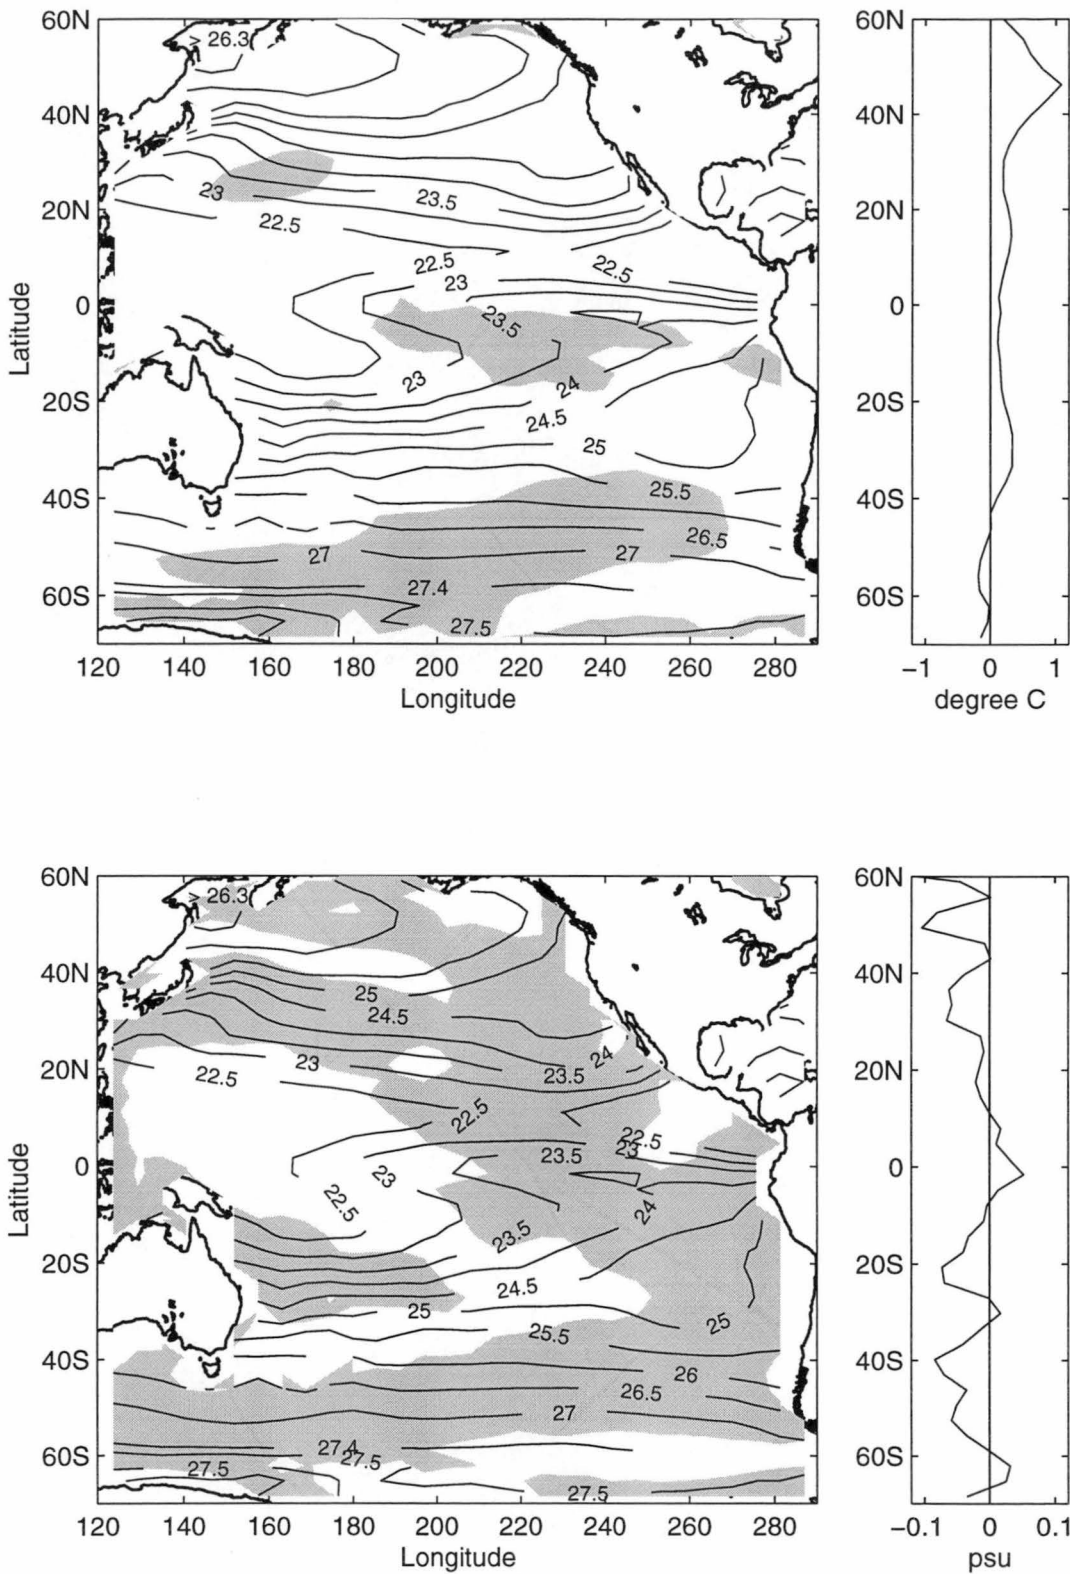 60N
40N
20N
0
20S
40S
60S
Latitude
> 26.3
23
23.5
22.5
22.5
23
22.5
23.5
23
24
24.5
25
25.5
26.5
27
27
27.4
27.5
120 140 160 180 200 220 240 260 280
Longitude
60N
40N
20N
0
20S
40S
60S
−1 0 1
degree C
60N
40N
20N
0
20S
40S
60S
Latitude
> 26.3
25
24.5
24
23
22.5
23.5
22.5
22.5
23
23.5
23
22.5
24
23.5
24.5
25
25
25.5
26
26.5
27
27.4
27.5
27.5
27.5
120 140 160 180 200 220 240 260 280
Longitude
60N
40N
20N
0
20S
40S
60S
−0.1 0 0.1
psu